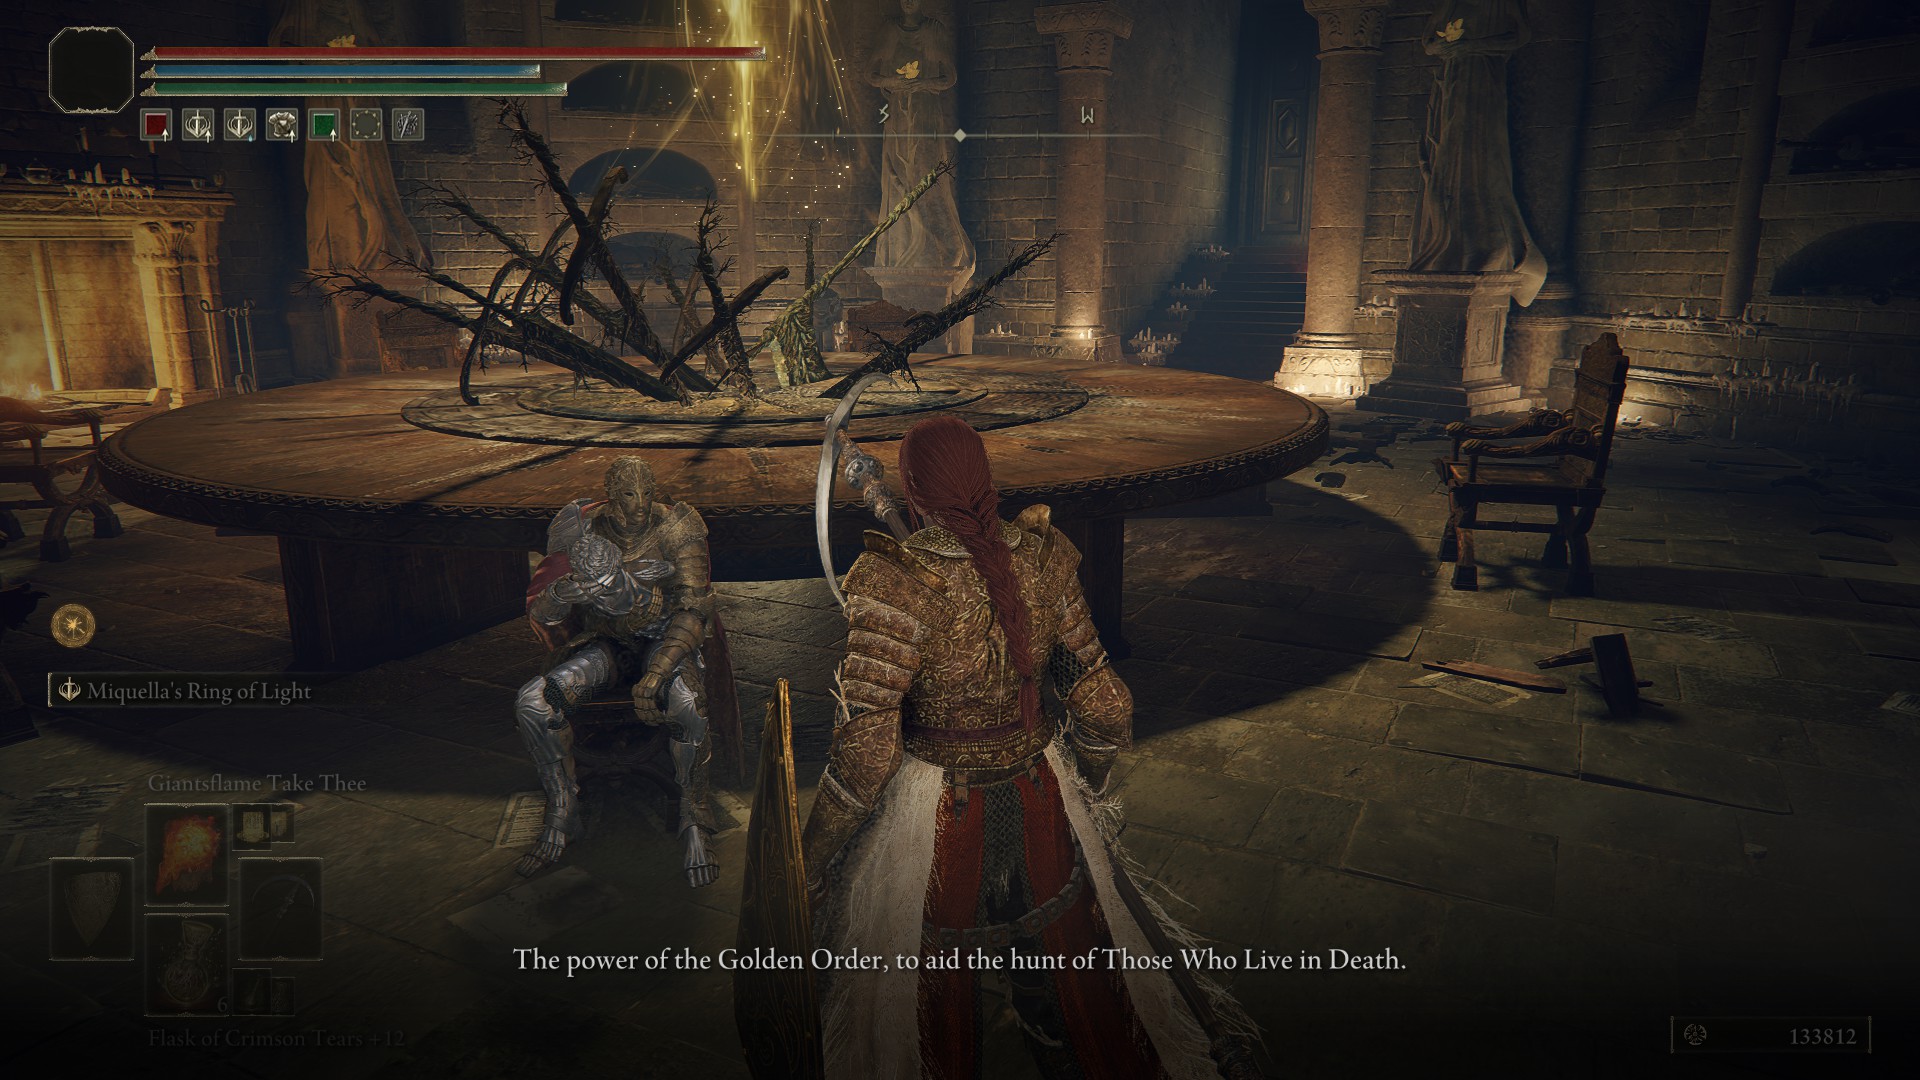 S
W
Miquella's Ring of Light
Giantsflame Take Thee
6
The power of the Golden Order, to aid the hunt of Those Who Live in Death.
Flask of Crimson Tears +12
133812